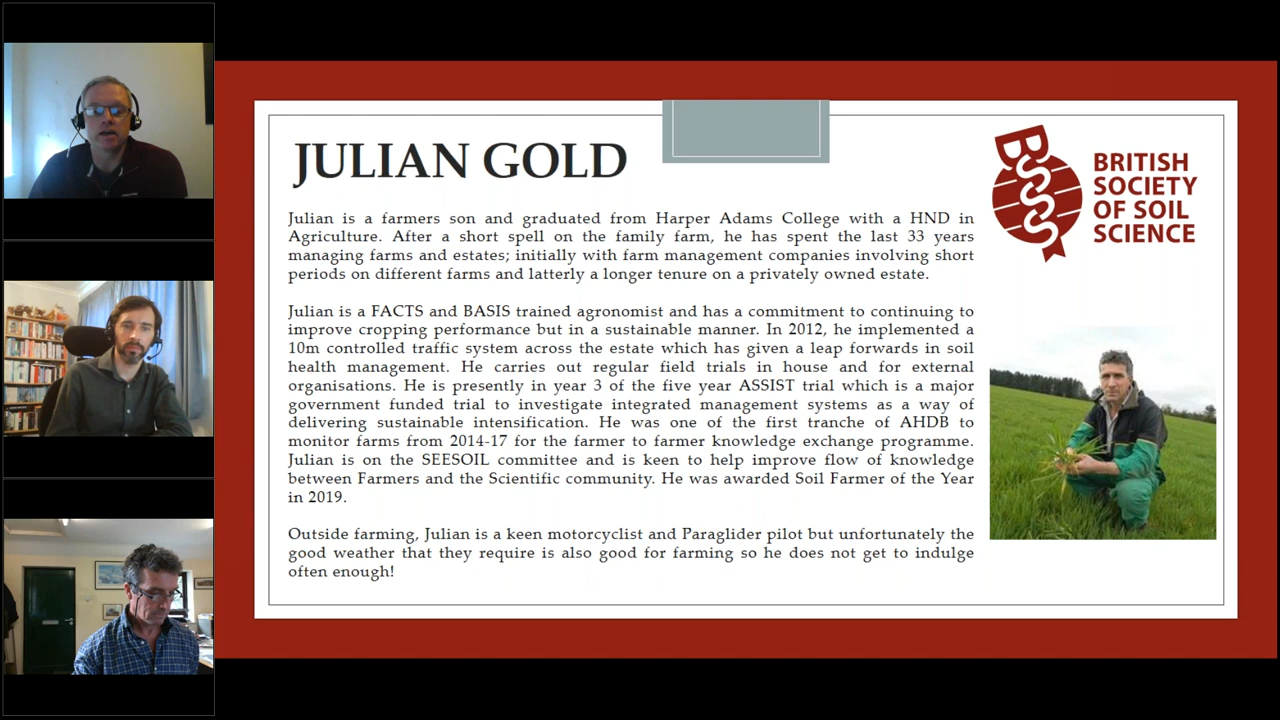 JULIAN GOLD
BSSS
BRITISH
SOCIETY
OF SOIL
SCIENCE
Julian is a farmers son and graduated from Harper Adams College with a HND in
Agriculture. After a short spell on the family farm, he has spent the last 33 years
managing farms and estates; initially with farm management companies involving short
periods on different farms and latterly a longer tenure on a privately owned estate.
Julian is a FACTS and BASIS trained agronomist and has a commitment to continuing to
improve cropping performance but in a sustainable manner. In 2012, he implemented a
10m controlled traffic system across the estate which has given a leap forwards in soil
health management. He carries out regular field trials in house and for external
organisations. He is presently in year 3 of the five year ASSIST trial which is a major
government funded trial to investigate integrated management systems as a way of
delivering sustainable intensification. He was one of the first tranche of AHDB to
monitor farms from 2014-17 for the farmer to farmer knowledge exchange programme.
Julian is on the SEESOIL committee and is keen to help improve flow of knowledge
between Farmers and the Scientific community. He was awarded Soil Farmer of the Year
in 2019.
Outside farming, Julian is a keen motorcyclist and Paraglider pilot but unfortunately the
good weather that they require is also good for farming so he does not get to indulge
often enough!